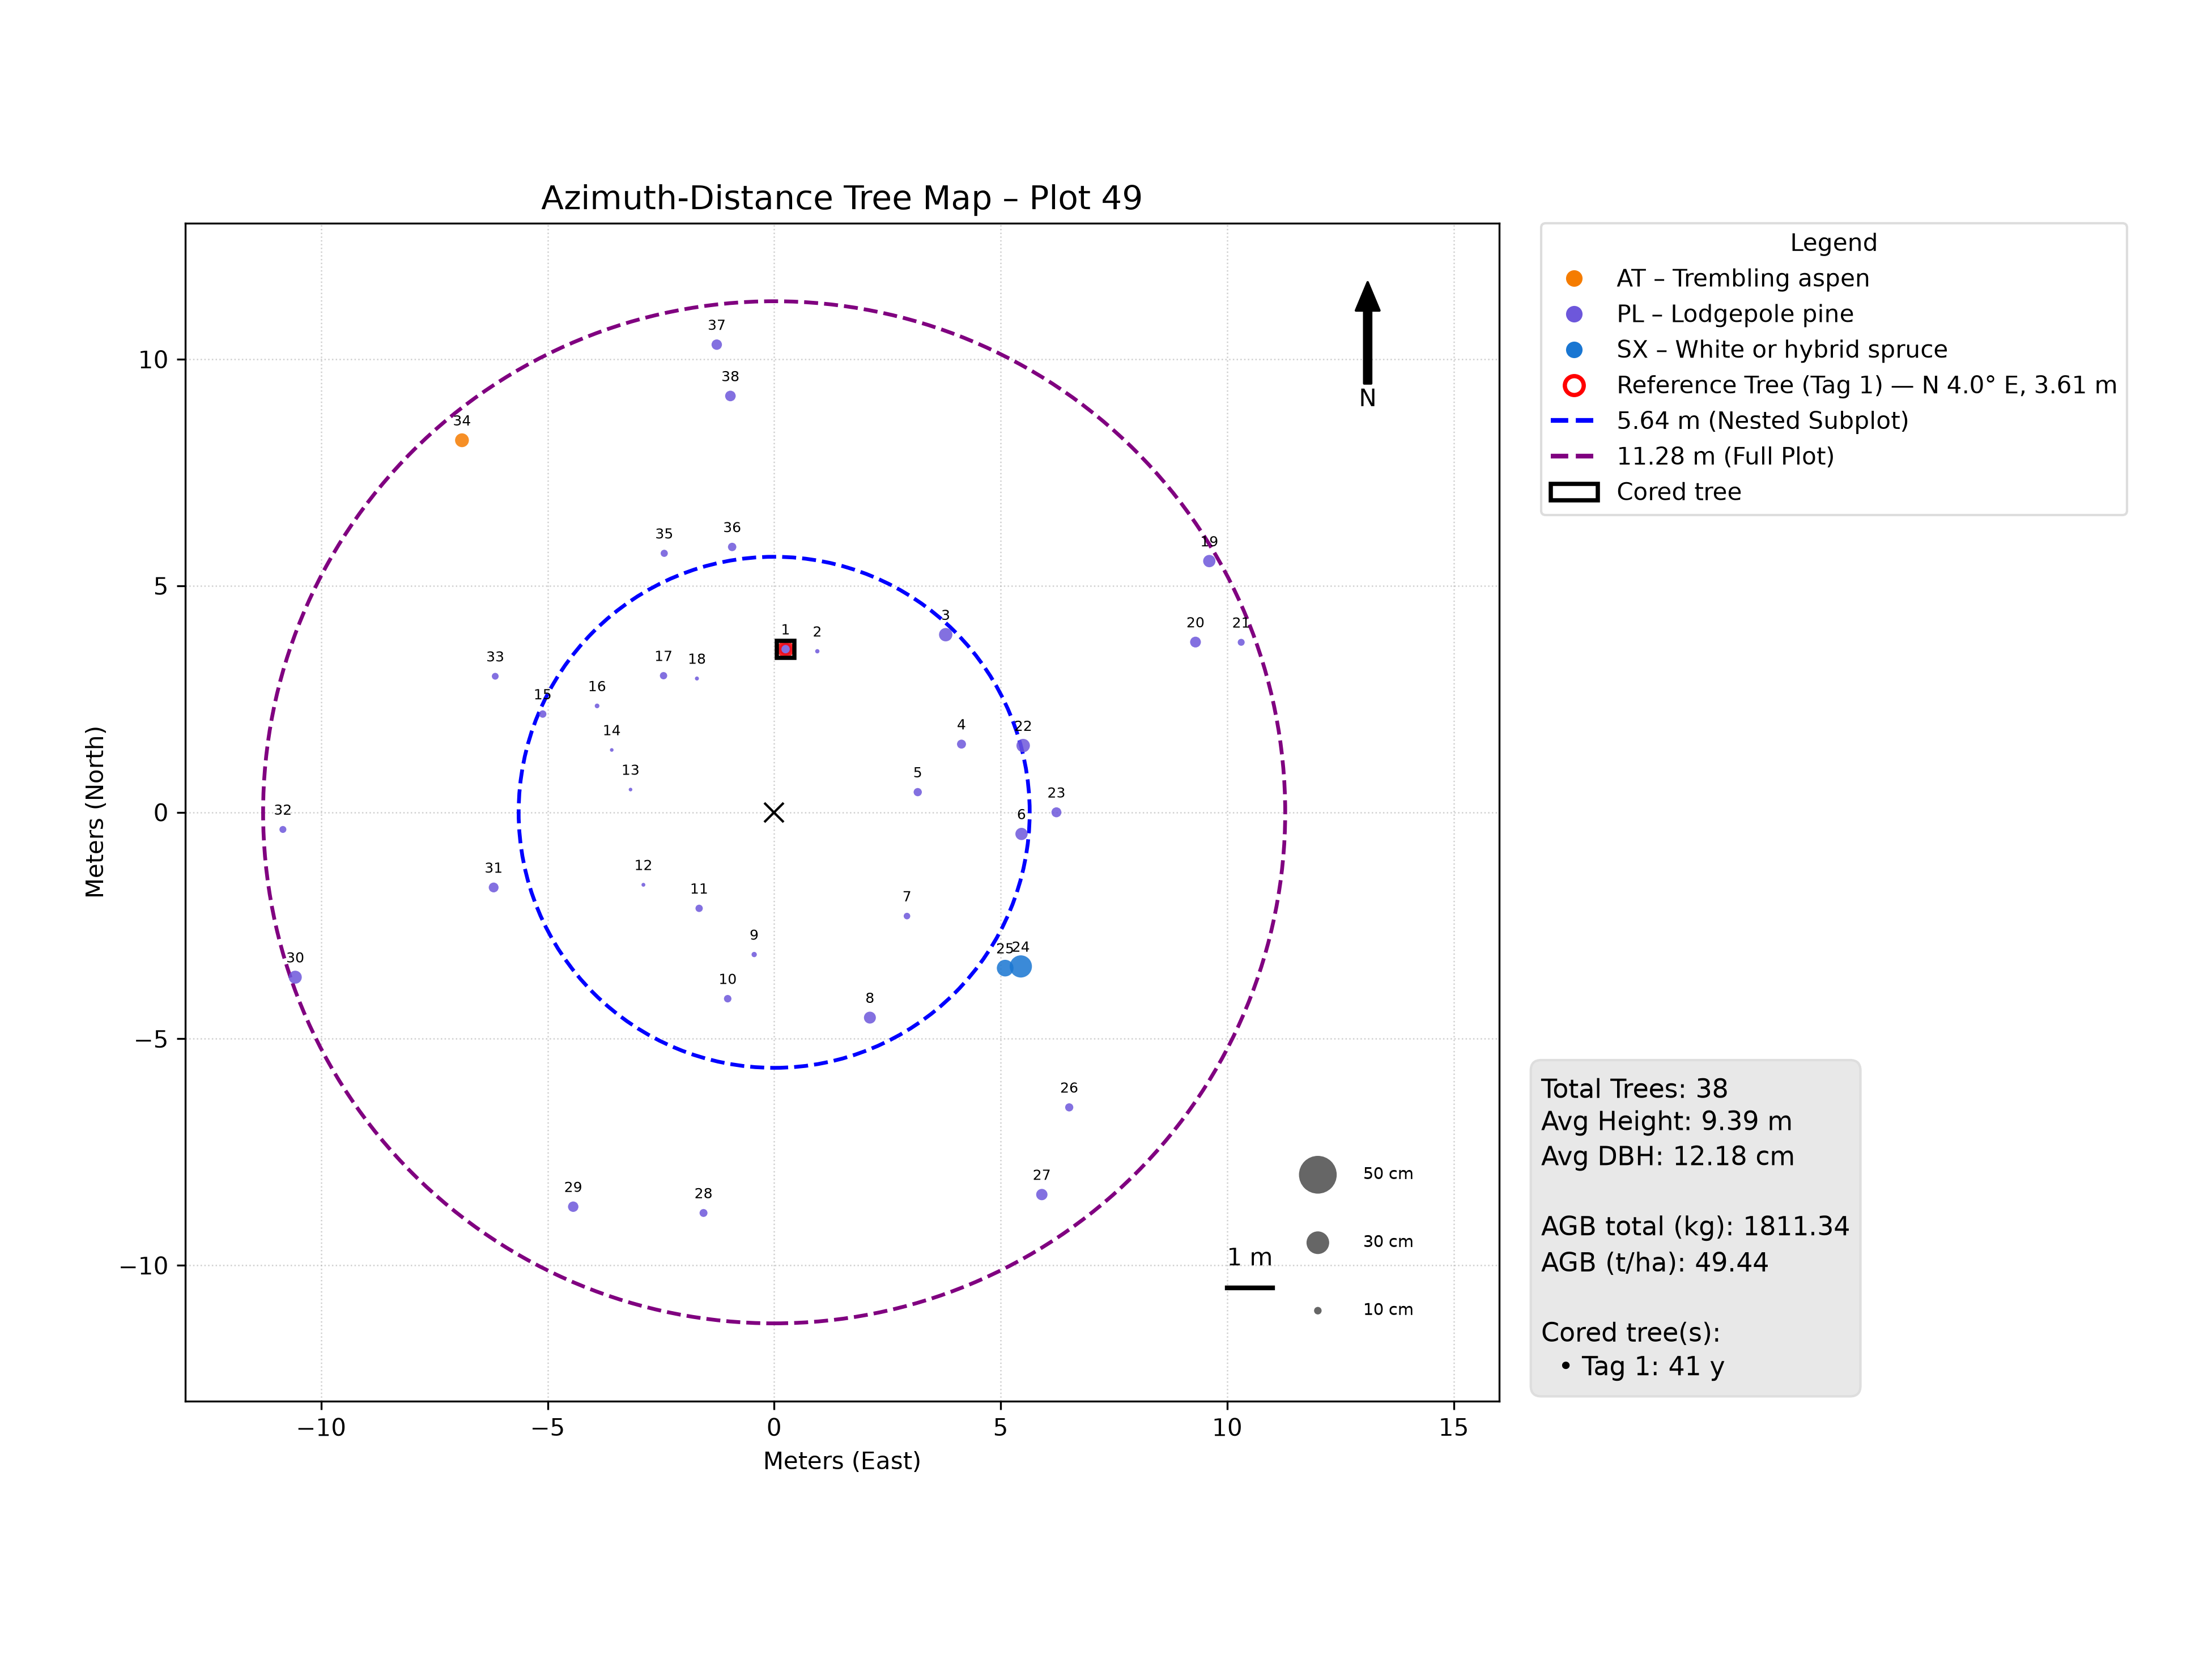 Azimuth-Distance Tree Map – Plot 49
Legend
AT – Trembling aspen
PL – Lodgepole pine
SX – White or hybrid spruce
Reference Tree (Tag 1) — N 4.0° E, 3.61 m
5.64 m (Nested Subplot)
11.28 m (Full Plot)
Cored tree
N
37
38
34
36
35
19
3
20
21
1
2
33
17
18
16
15
14
4
22
13
5
32
23
6
12
31
11
7
9
25
24
30
10
8
26
27
29
28
10
5
0
−5
−10
Meters (North)
50 cm
30 cm
1 m
10 cm
−10
−5
0
5
10
15
Meters (East)
Total Trees: 38
Avg Height: 9.39 m
Avg DBH: 12.18 cm
AGB total (kg): 1811.34
AGB (t/ha): 49.44
Cored tree(s):
• Tag 1: 41 y